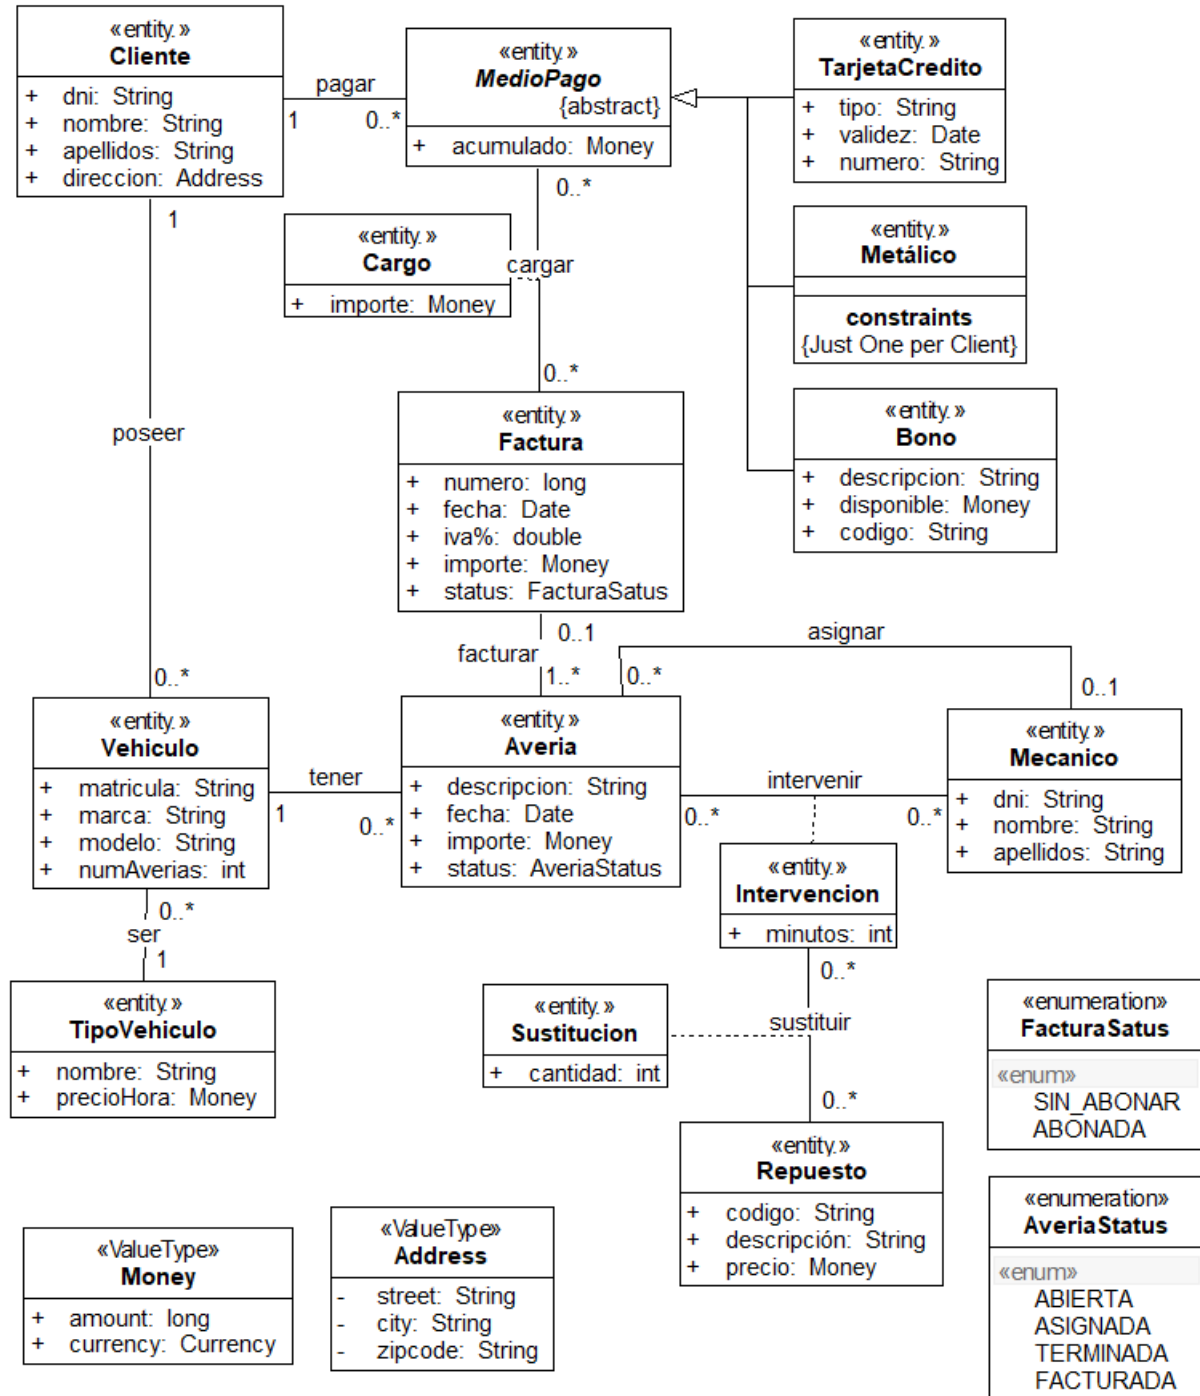 «entity.»
Cliente
+ dni: String
+ nombre: String
+ apellidos: String
+ direccion: Address
pagar
1
0..*
«entity.»
MedioPago
{abstract}
+ acumulado: Money
«entity.»
TarjetaCredito
+ tipo: String
+ validez: Date
+ numero: String
1
0..*
«entity.»
Cargo
+ importe: Money
cargar
«entity.»
Metálico
constraints
{Just One per Client}
0..*
«entity.»
Factura
+ numero: long
+ fecha: Date
+ iva%: double
+ importe: Money
+ status: FacturaSatus
«entity.»
Bono
+ descripcion: String
+ disponible: Money
+ codigo: String
poseer
0..1
facturar
1..*
asignar
0..*
0..1
0..*
«entity.»
Vehiculo
+ matricula: String
+ marca: String
+ modelo: String
+ numAverias: int
tener
1
0..*
«entity.»
Averia
+ descripcion: String
+ fecha: Date
+ importe: Money
+ status: AveriaStatus
intervenir
0..*
0..*
«entity.»
Mecanico
+ dni: String
+ nombre: String
+ apellidos: String
«entity.»
Intervencion
+ minutos: int
0..*
ser
1
0..*
«entity.»
TipoVehiculo
+ nombre: String
+ precioHora: Money
«entity.»
Sustitucion
+ cantidad: int
sustituir
0..*
«entity.»
Repuesto
+ codigo: String
+ descripción: String
+ precio: Money
«enumeration»
FacturaSatus
«enum»
SIN_ABONAR
ABONADA
«enumeration»
AveriaStatus
«enum»
ABIERTA
ASIGNADA
TERMINADA
FACTURADA
«ValueType»
Money
+ amount: long
+ currency: Currency
«ValueType»
Address
- street: String
- city: String
- zipcode: String